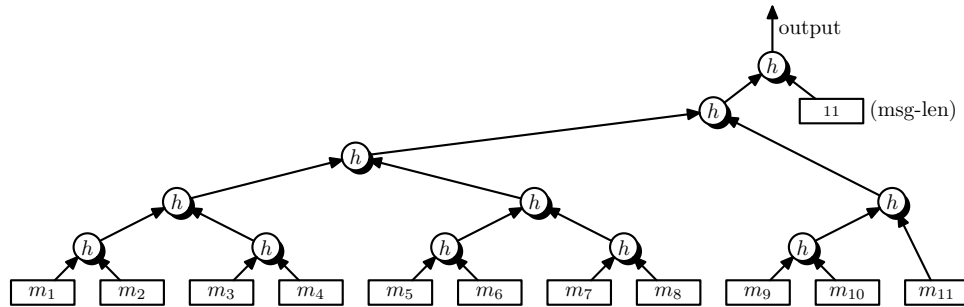 output
h
11 (msg-len)
h
h
h h h
h h h h h
m₁ m₂ m₃ m₄ m₅ m₆ m₇ m₈ m₉ m₁₀ m₁₁